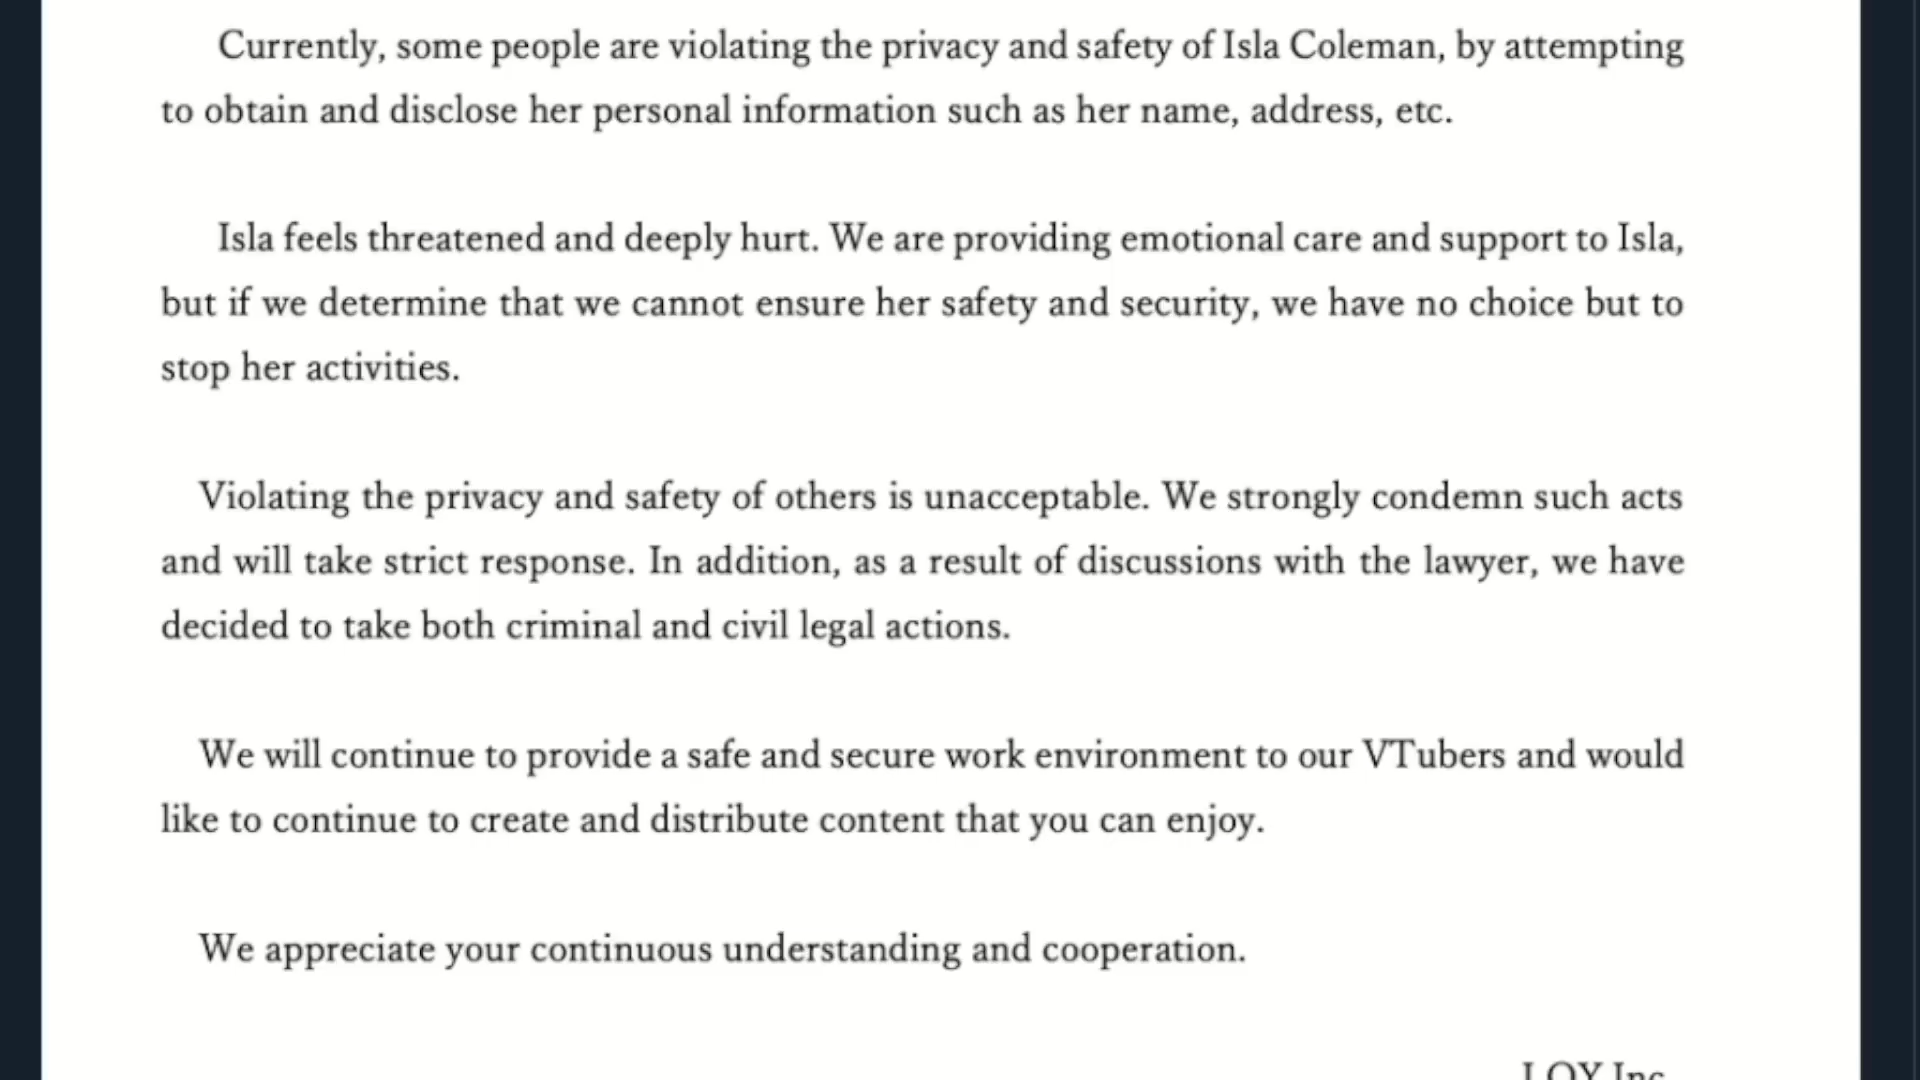 Currently, some people are violating the privacy and safety of Isla Coleman, by attempting
to obtain and disclose her personal information such as her name, address, etc.
Isla feels threatened and deeply hurt. We are providing emotional care and support to Isla,
but if we determine that we cannot ensure her safety and security, we have no choice but to
stop her activities.
Violating the privacy and safety of others is unacceptable. We strongly condemn such acts
and will take strict response. In addition, as a result of discussions with the lawyer, we have
decided to take both criminal and civil legal actions.
We will continue to provide a safe and secure work environment to our VTubers and would
like to continue to create and distribute content that you can enjoy.
We appreciate your continuous understanding and cooperation.
Inc